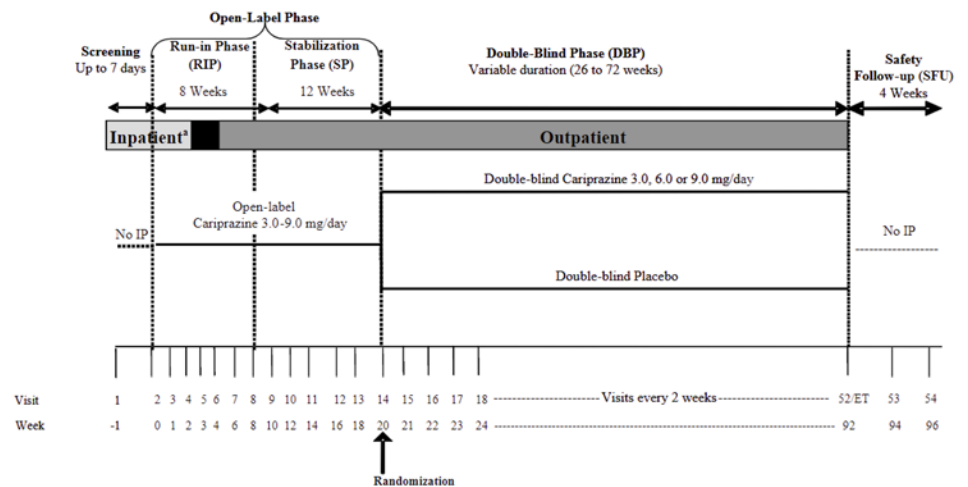 Open-Label Phase
Screening
Up to 7 days
Run-in Phase
(RIP)
8 Weeks
Stabilization
Phase (SP)
12 Weeks
Double-Blind Phase (DBP)
Variable duration (26 to 72 weeks)
Safety
Follow-up (SFU)
4 Weeks
Inpatientª
Outpatient
Double-blind Cariprazine 3.0, 6.0 or 9.0 mg/day
Open-label
Cariprazine 3.0-9.0 mg/day
No IP
No IP
Double-blind Placebo
Visit 1 2 3 4 5 6 7 8 9 10 11 12 13 14 15 16 17 18 Visits every 2 weeks 52/ET 53 54
Week -1 0 1 2 3 4 6 8 10 12 14 16 18 20 21 22 23 24 92 94 96
Randomization